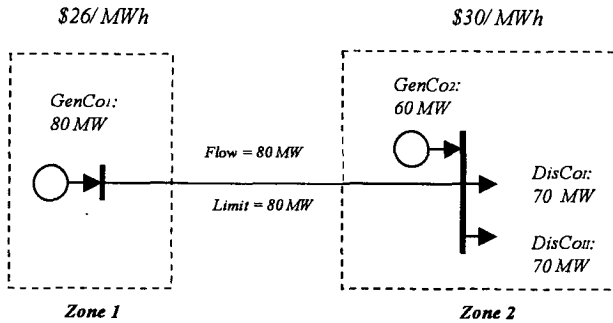 $26/ MWh
$30/ MWh
GenCo1:
80 MW
GenCo2:
60 MW
Flow = 80 MW
Limit = 80 MW
DisCoI:
70 MW
DisCoII:
70 MW
Zone 1
Zone 2